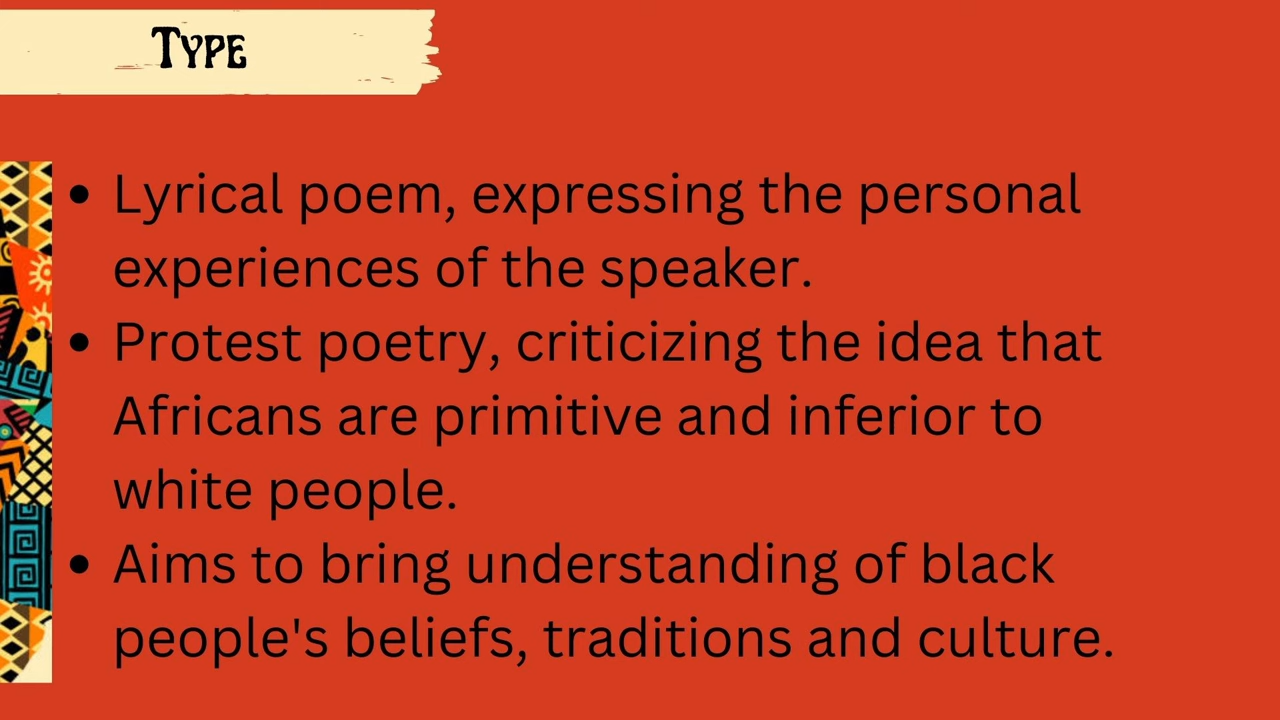 Type
• Lyrical poem, expressing the personal
experiences of the speaker.
• Protest poetry, criticizing the idea that
Africans are primitive and inferior to
white people.
• Aims to bring understanding of black
people's beliefs, traditions and culture.